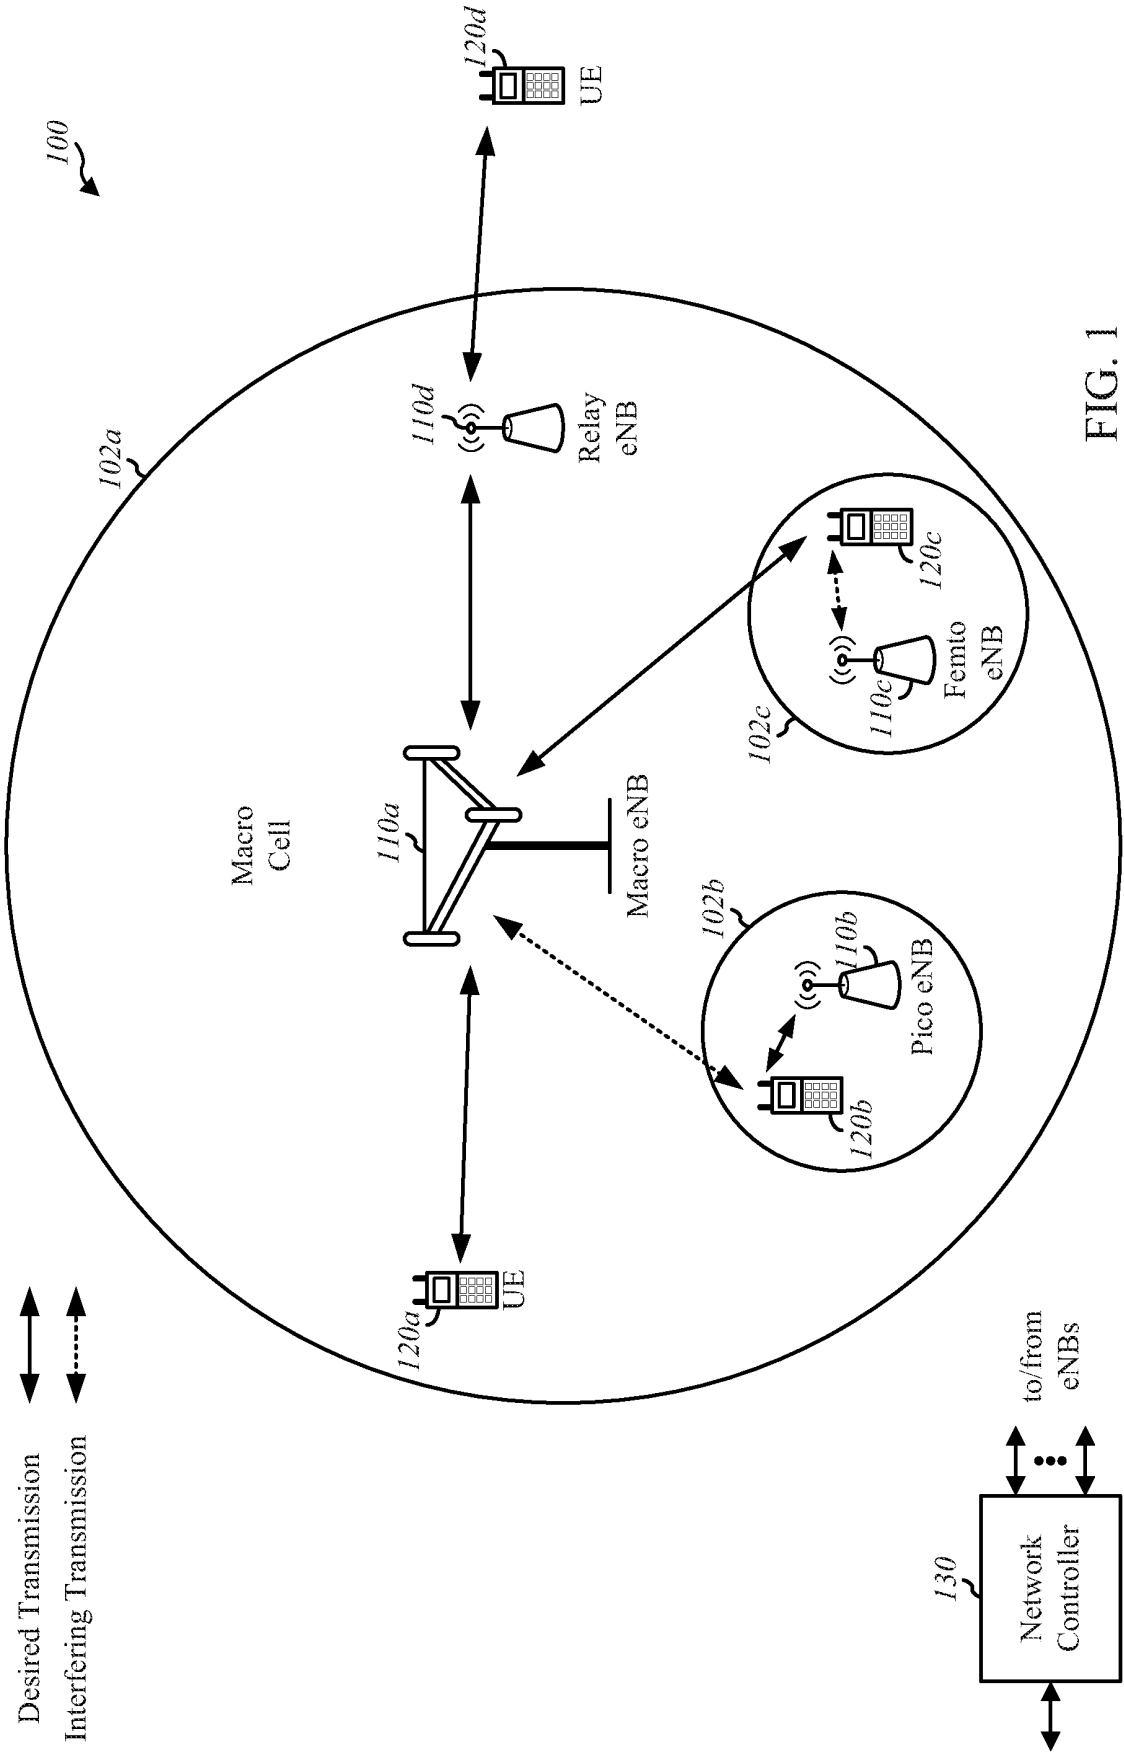 Desired Transmission
Interfering Transmission
100
102a
Macro
Cell
110a
Macro eNB
120a
UE
110d
Relay
eNB
120d
UE
102b
110b
Pico eNB
120b
102c
110c
Femto
eNB
120c
130
Network
Controller
to/from
eNBs
FIG. 1